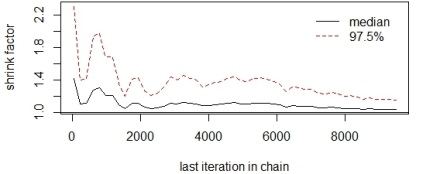 shrink factor
2.2
1.8
1.4
1.0
median
97.5%
0 2000 4000 6000 8000
last iteration in chain